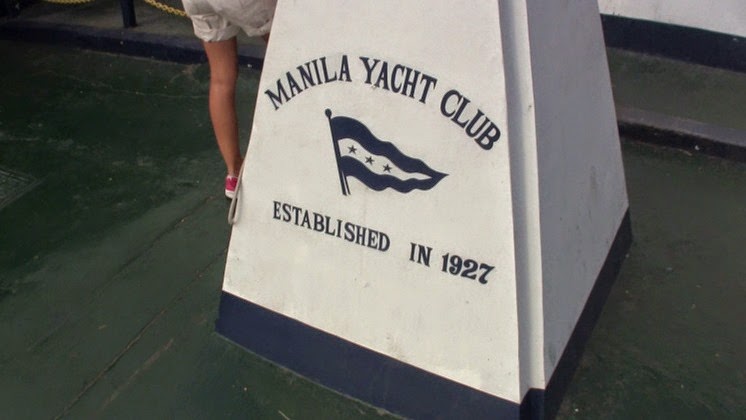 MANILA YACHT CLUB
ESTABLISHED IN 1927